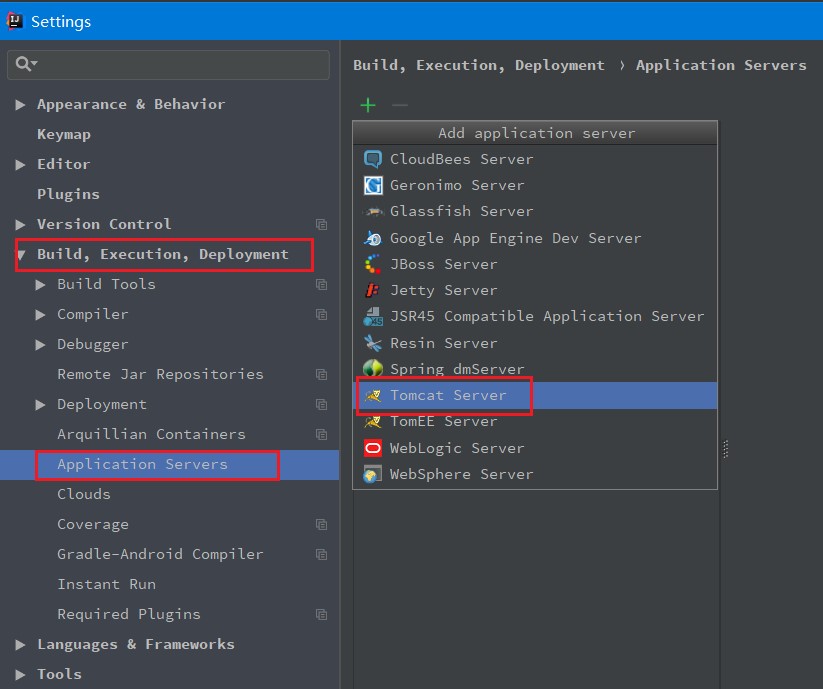 Settings
Appearance & Behavior
Keymap
Editor
Plugins
Version Control
Build, Execution, Deployment
Build Tools
Compiler
Debugger
Remote Jar Repositories
Deployment
Arquillian Containers
Application Servers
Clouds
Coverage
Gradle-Android Compiler
Instant Run
Required Plugins
Languages & Frameworks
Tools
Build, Execution, Deployment › Application Servers
Add application server
CloudBees Server
Geronimo Server
Glassfish Server
Google App Engine Dev Server
JBoss Server
Jetty Server
JSR45 Compatible Application Server
Resin Server
Spring dmServer
Tomcat Server
TomEE Server
WebLogic Server
WebSphere Server